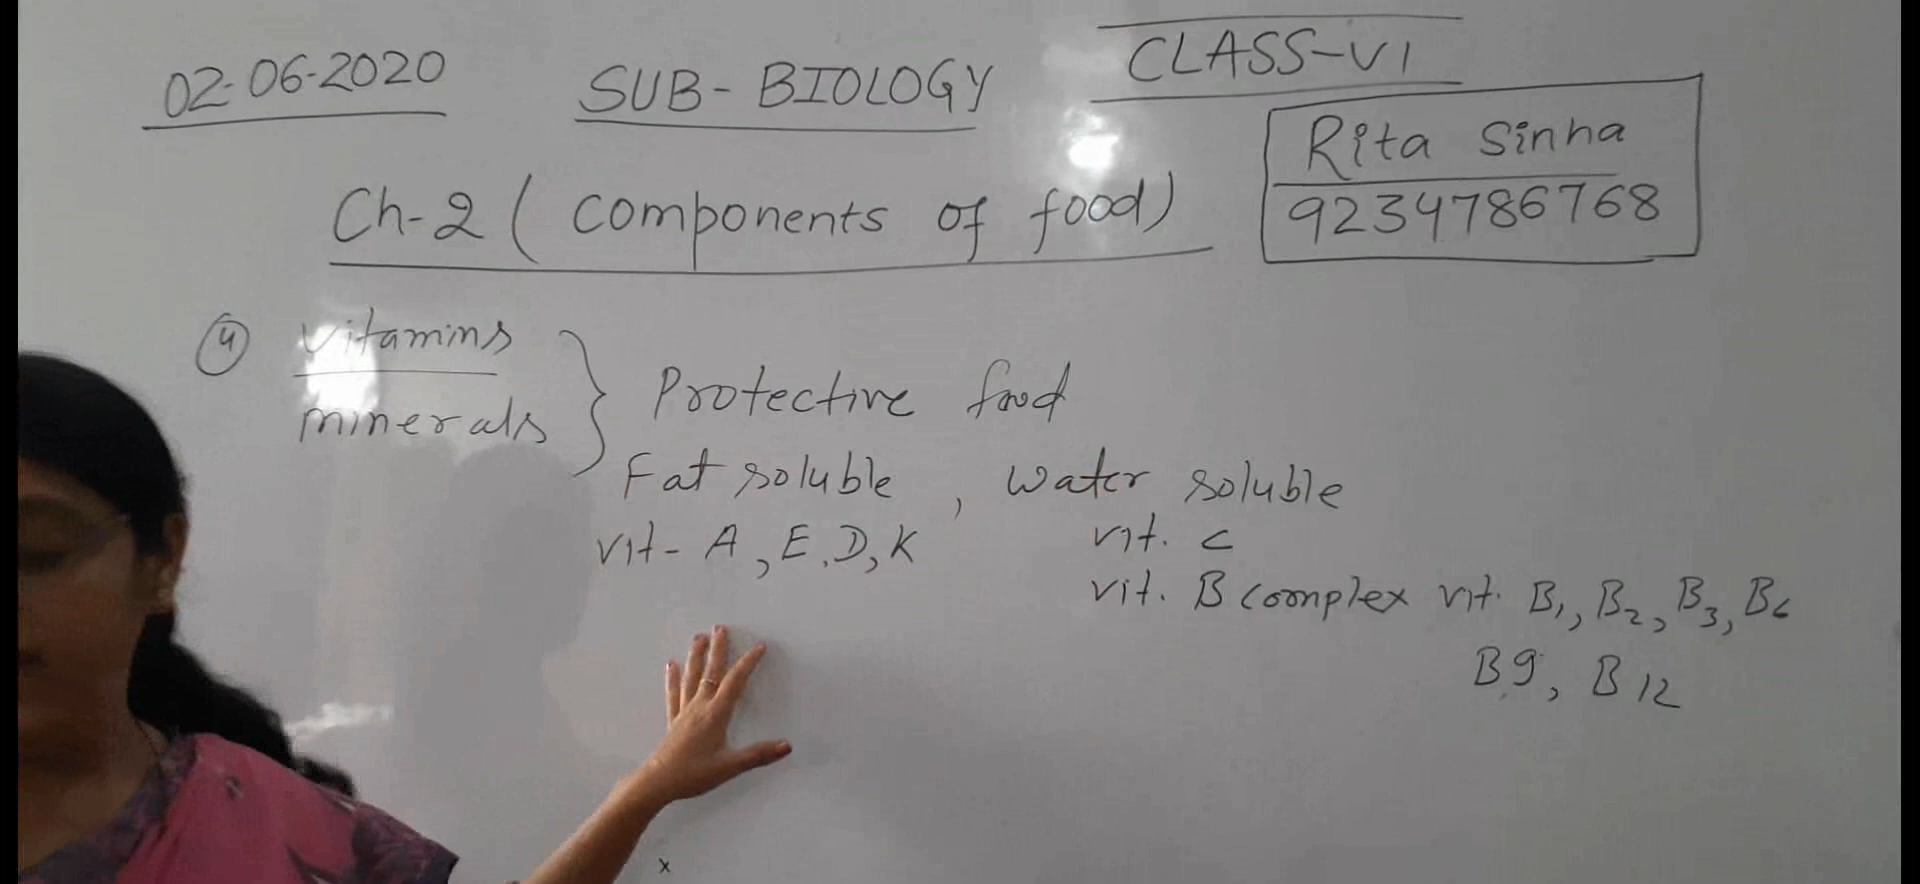 02-06-2020 SUB- BIOLOGY CLASS-VI
Rita Sinha
9234786768
Ch-2 ( components of food)
4 vitamins
minerals
Protective food
Fat soluble , water soluble
vit- A, E, D, K vit. C
vit. B complex vit. B1, B2, B3, B6
B9, B12
x